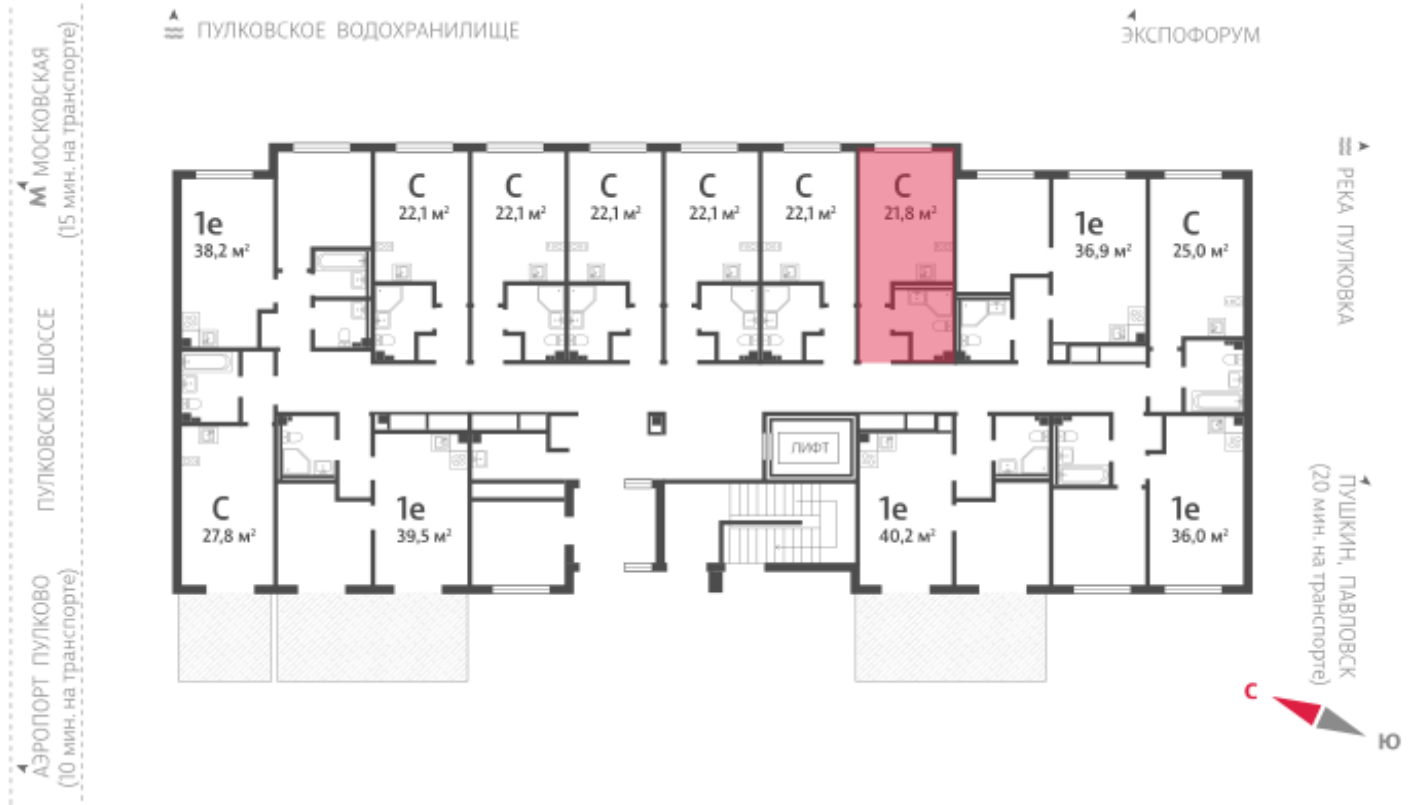 ПУЛКОВСКОЕ ВОДОХРАНИЛИЩЕ
ЭКСПОФОРУМ
М МОСКОВСКАЯ
(15 мин. на транспорте)
ПУЛКОВСКОЕ ШОССЕ
АЭРОПОРТ ПУЛКОВО
(10 мин. на транспорте)
1е
38,2 м²
С
22,1 м²
С
22,1 м²
С
22,1 м²
С
22,1 м²
С
22,1 м²
С
21,8 м²
1е
36,9 м²
С
25,0 м²
С
27,8 м²
1е
39,5 м²
ЛИФТ
1е
40,2 м²
1е
36,0 м²
РЕКА ПУЛКОВКА
ПУШКИН, ПАВЛОВСК
(20 мин. на транспорте)
С
Ю